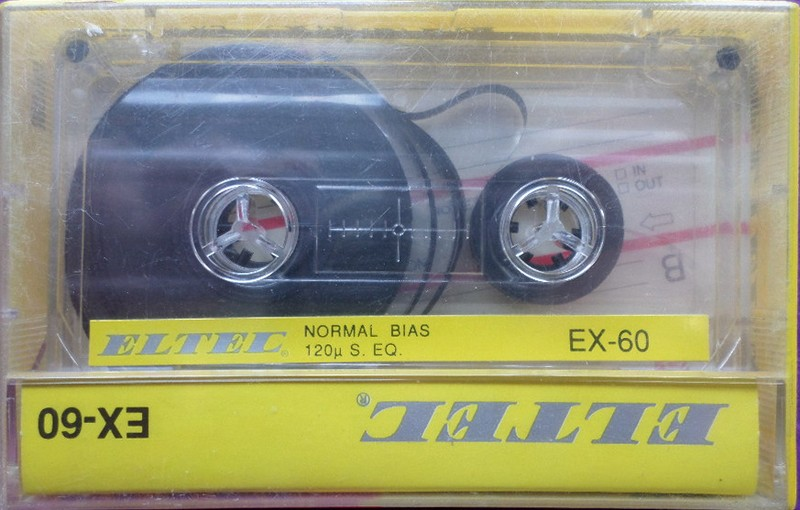 IN
OUT
B
ELTEL® NORMAL BIAS
120µ S. EQ.
EX-60
EX-60
ELTEL®